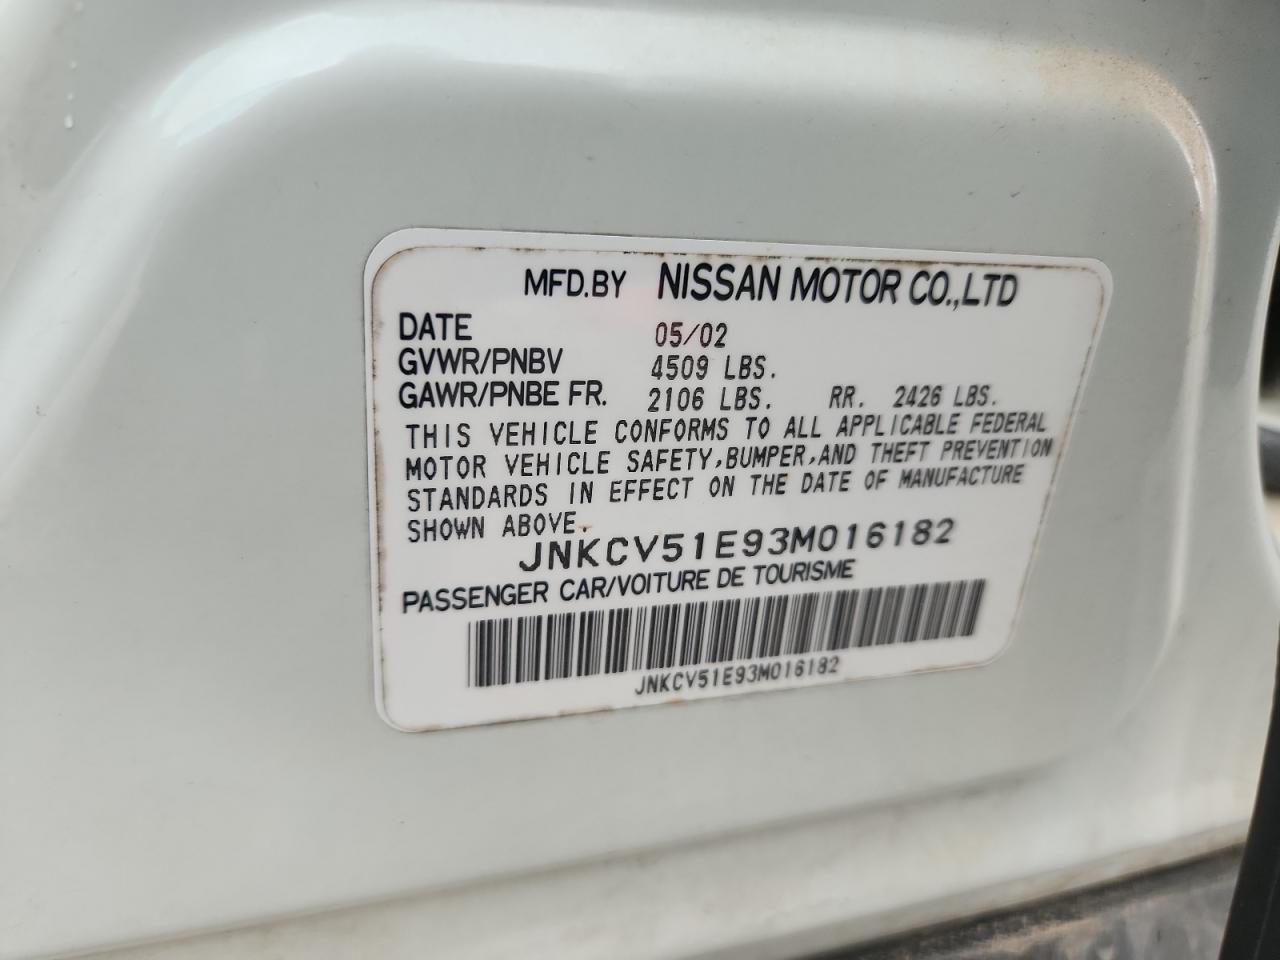 MFD.BY NISSAN MOTOR CO.,LTD
DATE 05/02
GVWR/PNBV 4509 LBS.
GAWR/PNBE FR. 2106 LBS. RR. 2426 LBS.
THIS VEHICLE CONFORMS TO ALL APPLICABLE FEDERAL
MOTOR VEHICLE SAFETY,BUMPER,AND THEFT PREVENTION
STANDARDS IN EFFECT ON THE DATE OF MANUFACTURE
SHOWN ABOVE.
JNKCV51E93M016182
PASSENGER CAR/VOITURE DE TOURISME
JNKCV51E93M016182